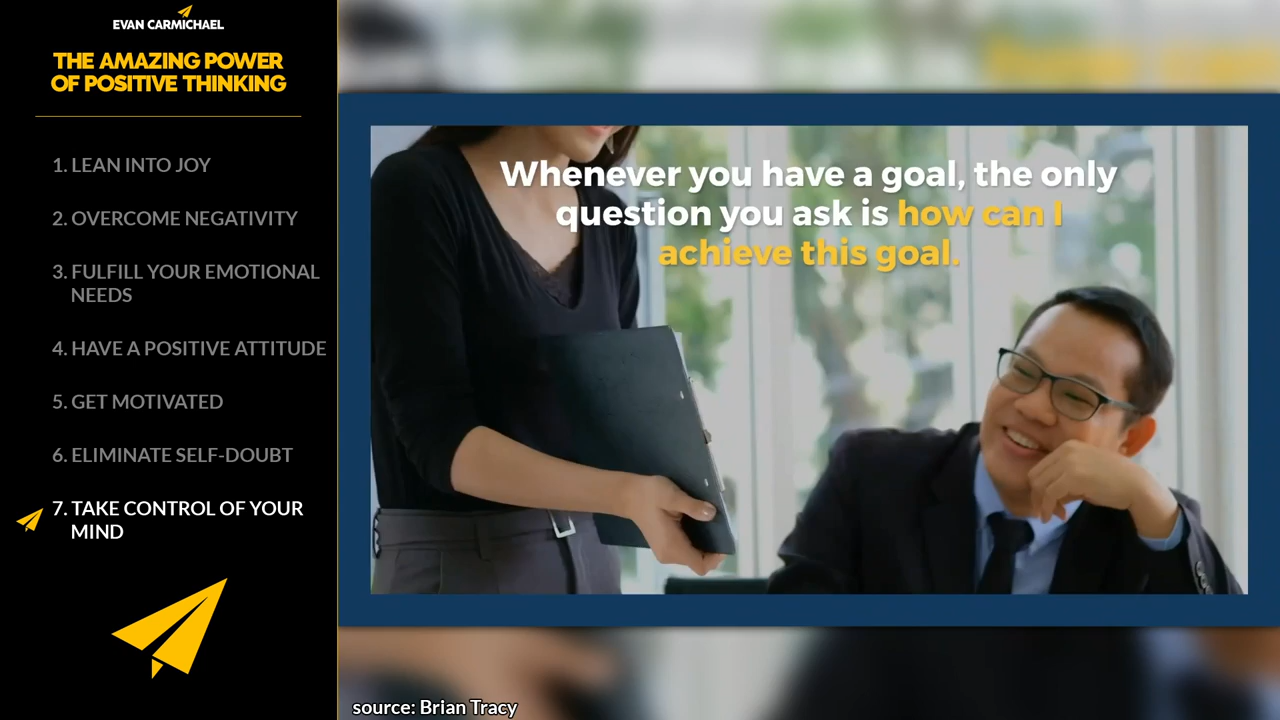 EVAN CARMICHAEL
THE AMAZING POWER
OF POSITIVE THINKING
1. LEAN INTO JOY
2. OVERCOME NEGATIVITY
3. FULFILL YOUR EMOTIONAL
NEEDS
4. HAVE A POSITIVE ATTITUDE
5. GET MOTIVATED
6. ELIMINATE SELF-DOUBT
7. TAKE CONTROL OF YOUR
MIND
Whenever you have a goal, the only
question you ask is how can I
achieve this goal.
source: Brian Tracy